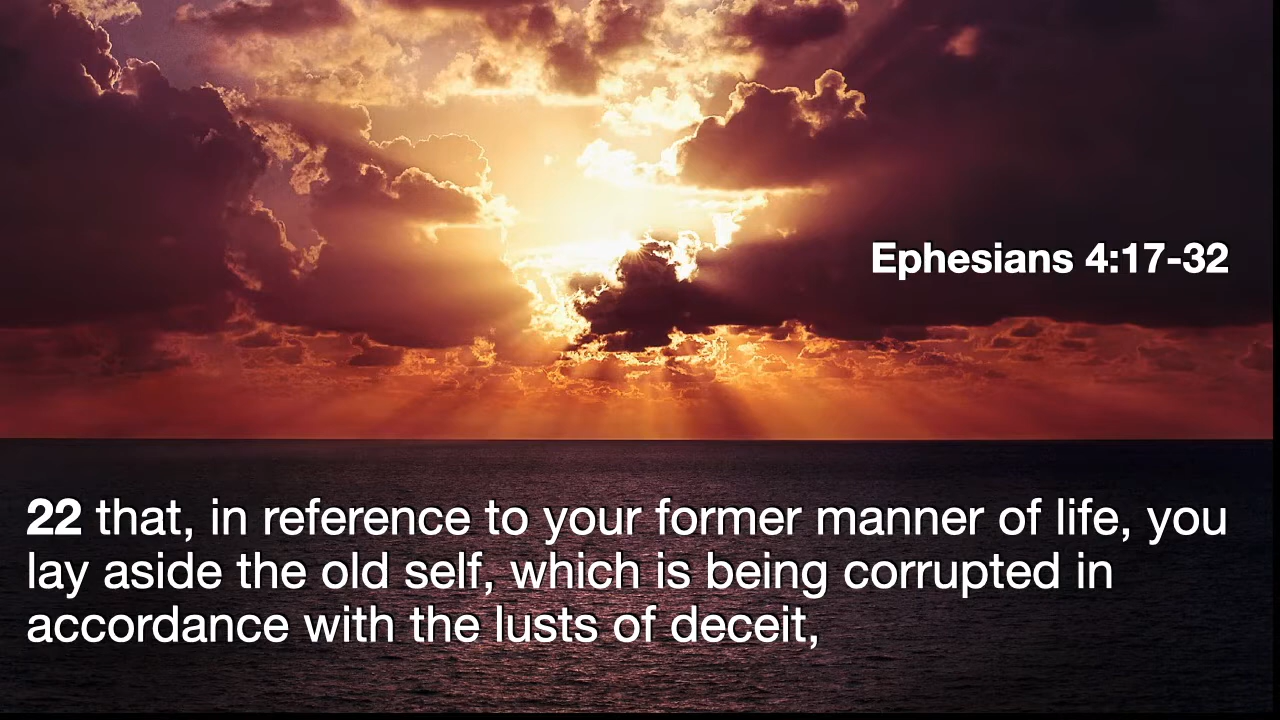 Ephesians 4:17-32
22 that, in reference to your former manner of life, you
lay aside the old self, which is being corrupted in
accordance with the lusts of deceit,